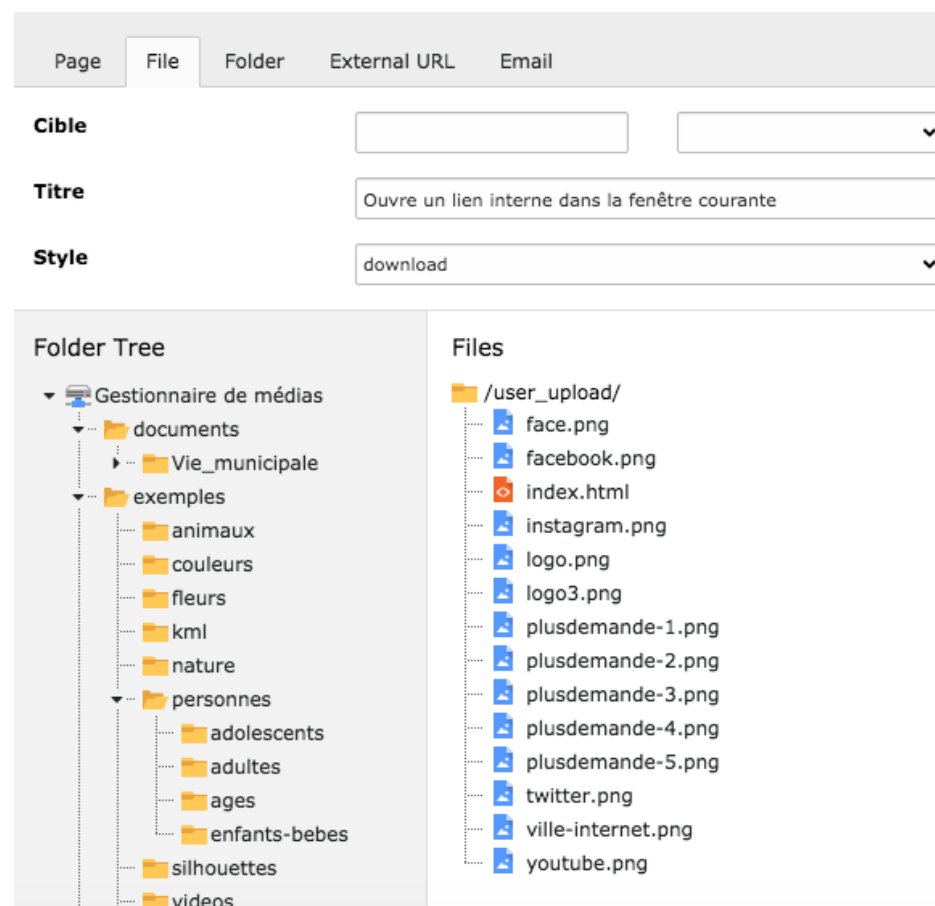 Page File Folder External URL Email
Cible
Titre Ouvre un lien interne dans la fenêtre courante
Style download
Folder Tree
Gestionnaire de médias
documents
Vie_municipale
exemples
animaux
couleurs
fleurs
kml
nature
personnes
adolescents
adultes
ages
enfants-bebes
silhouettes
videos
Files
/user_upload/
face.png
facebook.png
index.html
instagram.png
logo.png
logo3.png
plusdemande-1.png
plusdemande-2.png
plusdemande-3.png
plusdemande-4.png
plusdemande-5.png
twitter.png
ville-internet.png
youtube.png